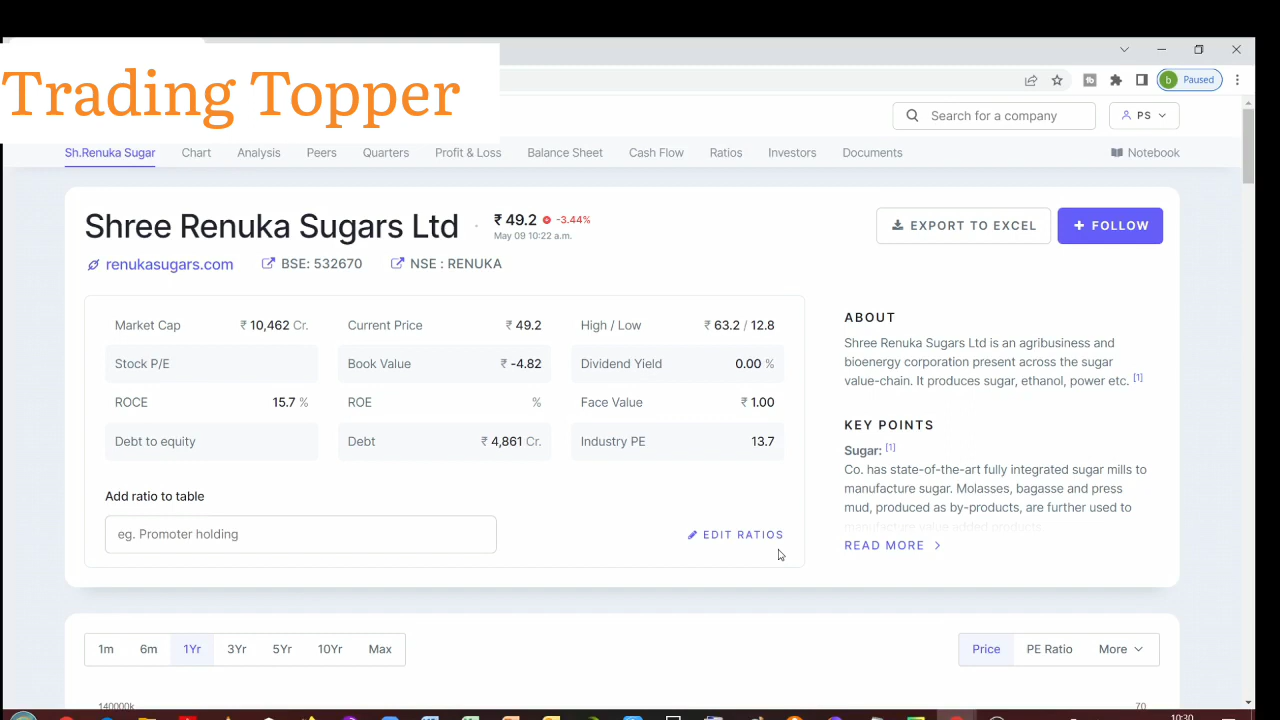 Trading Topper
b Paused
Search for a company
PS
Sh.Renuka Sugar Chart Analysis Peers Quarters Profit & Loss Balance Sheet Cash Flow Ratios Investors Documents Notebook
Shree Renuka Sugars Ltd
₹ 49.2 -3.44%
May 09 10:22 a.m.
EXPORT TO EXCEL
+ FOLLOW
renukasugars.com BSE: 532670 NSE : RENUKA
Market Cap ₹ 10,462 Cr. Current Price ₹ 49.2 High / Low ₹ 63.2 / 12.8
Stock P/E Book Value ₹ -4.82 Dividend Yield 0.00 %
ROCE 15.7 % ROE % Face Value ₹ 1.00
Debt to equity Debt ₹ 4,861 Cr. Industry PE 13.7
Add ratio to table
eg. Promoter holding
EDIT RATIOS
ABOUT
Shree Renuka Sugars Ltd is an agribusiness and
bioenergy corporation present across the sugar
value-chain. It produces sugar, ethanol, power etc. [1]
KEY POINTS
Sugar: [1]
Co. has state-of-the-art fully integrated sugar mills to
manufacture sugar. Molasses, bagasse and press
mud, produced as by-products, are further used to
manufacture value added products.
READ MORE
1m 6m 1Yr 3Yr 5Yr 10Yr Max
Price PE Ratio More
140000k 70
10:30